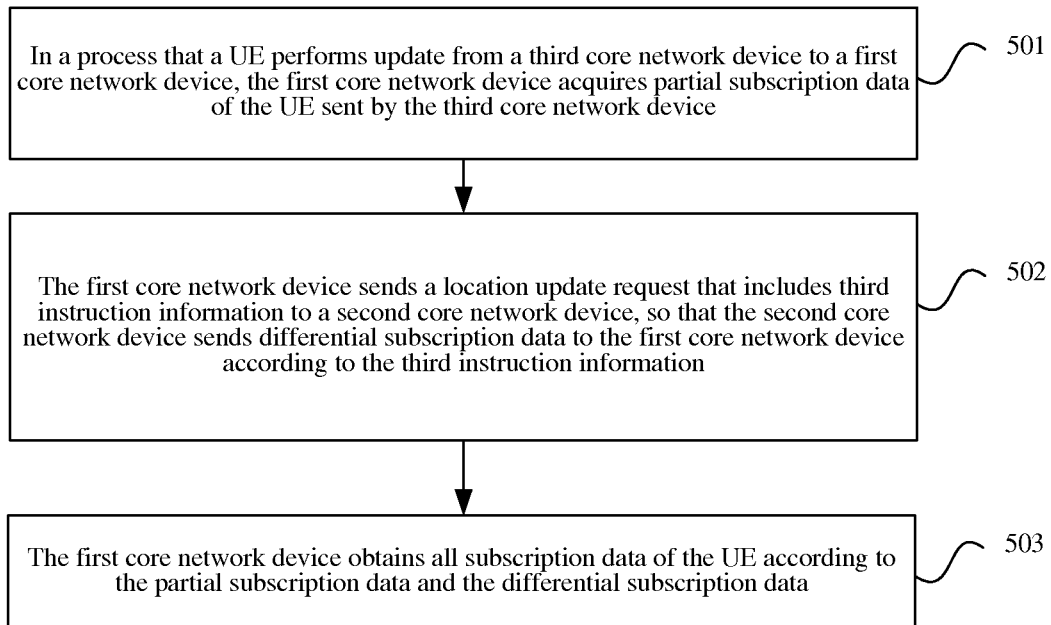 In a process that a UE performs update from a third core network device to a first
core network device, the first core network device acquires partial subscription data
of the UE sent by the third core network device
501
The first core network device sends a location update request that includes third
instruction information to a second core network device, so that the second core
network device sends differential subscription data to the first core network device
according to the third instruction information
502
The first core network device obtains all subscription data of the UE according to
the partial subscription data and the differential subscription data
503